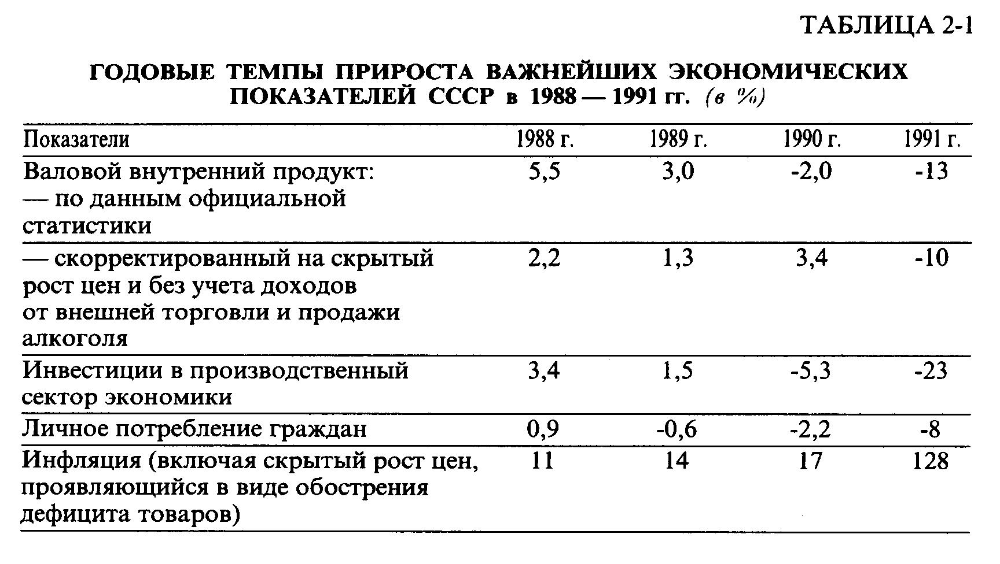 ТАБЛИЦА 2-1
ГОДОВЫЕ ТЕМПЫ ПРИРОСТА ВАЖНЕЙШИХ ЭКОНОМИЧЕСКИХ
ПОКАЗАТЕЛЕЙ СССР в 1988 — 1991 гг. (в %)
Показатели 1988 г. 1989 г. 1990 г. 1991 г.
Валовой внутренний продукт: 5,5 3,0 -2,0 -13
— по данным официальной
статистики
— скорректированный на скрытый 2,2 1,3 3,4 -10
рост цен и без учета доходов
от внешней торговли и продажи
алкоголя
Инвестиции в производственный 3,4 1,5 -5,3 -23
сектор экономики
Личное потребление граждан 0,9 -0,6 -2,2 -8
Инфляция (включая скрытый рост цен, 11 14 17 128
проявляющийся в виде обострения
дефицита товаров)